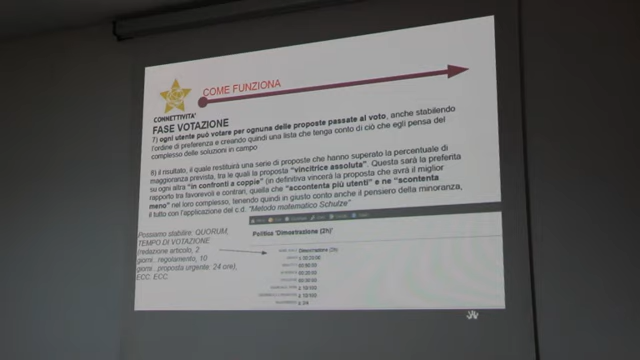 COME FUNZIONA
CONNETTIVITA'
FASE VOTAZIONE
7) ogni utente può votare per ognuna delle proposte passate al voto, anche stabilendo
l'ordine di preferenza e creando quindi una lista che tenga conto di ciò che egli pensa del
complesso delle soluzioni in campo
8) il risultato, il quale restituirà una serie di proposte che hanno superato la percentuale di
maggioranza prevista, tra le quali la proposta "vincitrice assoluta". Questa sarà la preferita
su ogni altra "in confronti a coppie" (in definitiva vincerà la proposta che avrà il miglior
rapporto tra favorevoli e contrari, quella che "accontenta più utenti" e ne "scontenta
meno" nel loro complesso, tenendo quindi in giusto conto anche il pensiero della minoranza,
il tutto con l'applicazione del c.d. "Metodo matematico Schulze"
Possiamo stabilire: QUORUM,
TEMPO DI VOTAZIONE
(redazione articolo, 2
giorni.. regolamento, 10
giorni.. proposta urgente: 24 ore),
ECC. ECC.
Politica 'Dimostrazione (2h)'
Dimostrazione (2h)